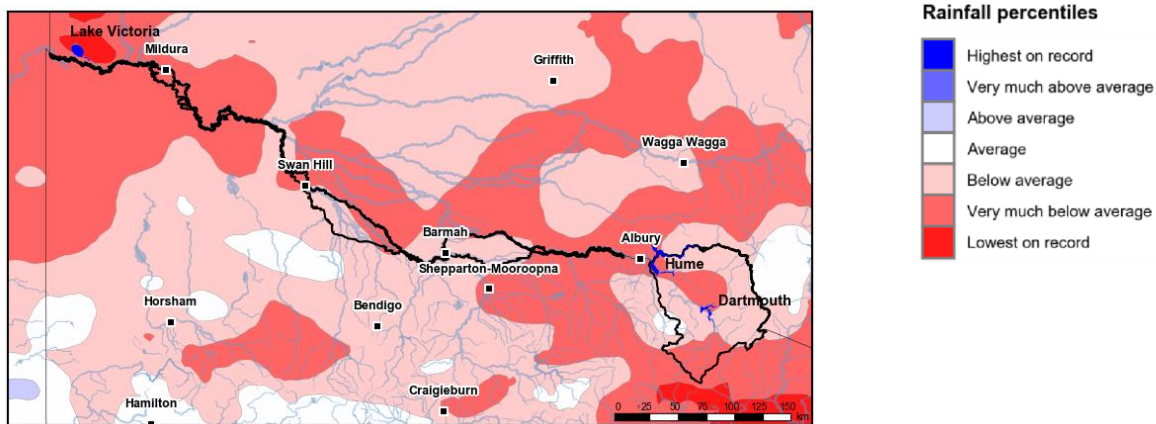 Rainfall percentiles
Highest on record
Very much above average
Above average
Average
Below average
Very much below average
Lowest on record
Lake Victoria
Mildura
Griffith
Wagga Wagga
Swan Hill
Barmah
Albury
Hume
Shepparton-Mooroopna
Dartmouth
Horsham
Bendigo
Hamilton
Craigieburn
0 25 50 75 100 125 150
km